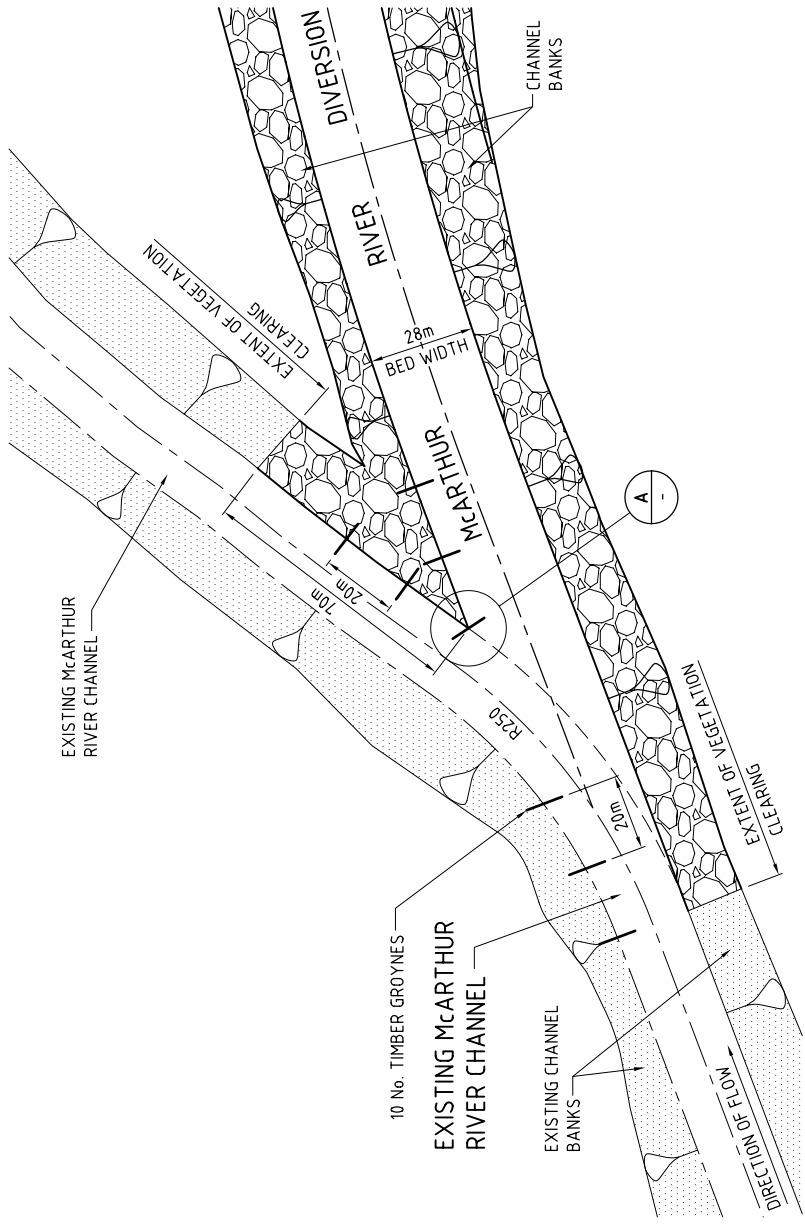 DIVERSION
CHANNEL
BANKS
RIVER
EXTENT OF VEGETATION
CLEARING
28m
BED WIDTH
McARTHUR
A
-
EXISTING McARTHUR
RIVER CHANNEL
20m
70m
R250
20m
EXTENT OF VEGETATION
CLEARING
10 No. TIMBER GROYNES
EXISTING McARTHUR
RIVER CHANNEL
EXISTING CHANNEL
BANKS
DIRECTION OF FLOW